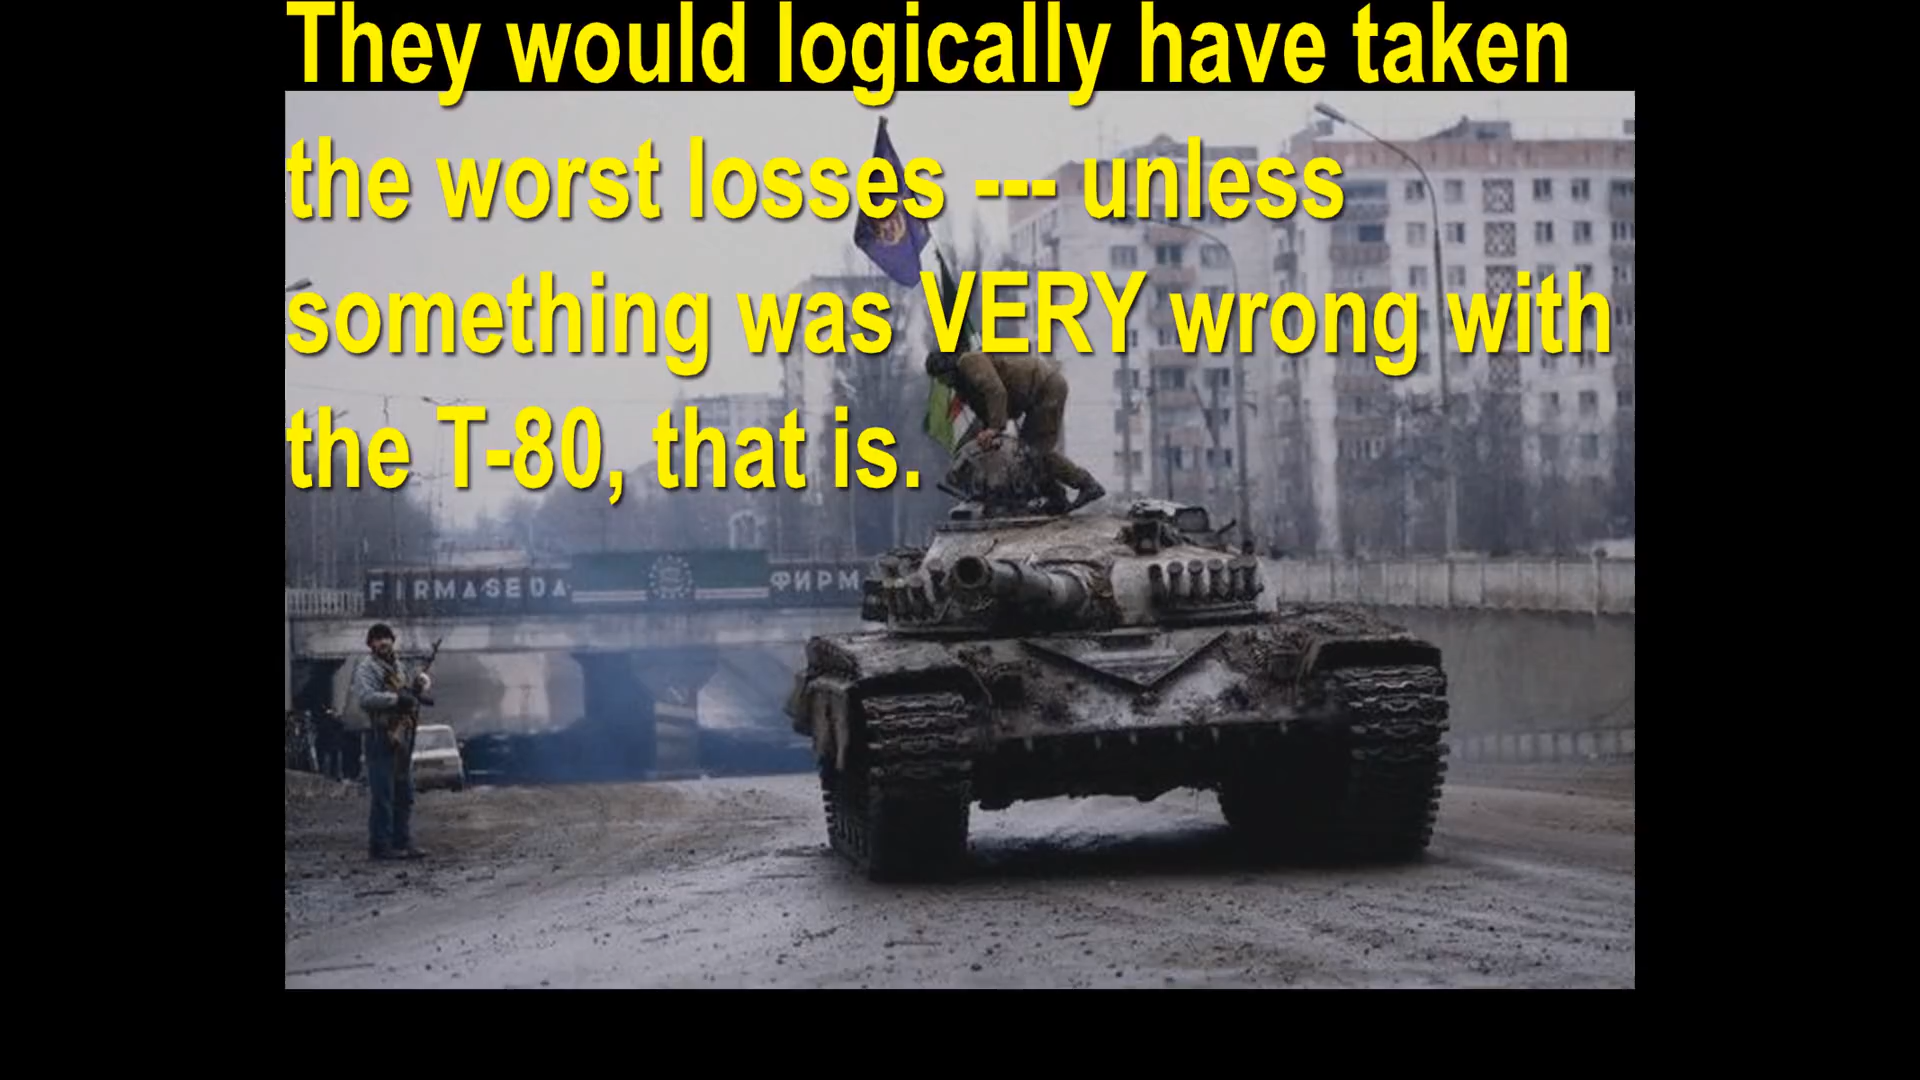 They would logically have taken
the worst losses --- unless
something was VERY wrong with
the T-80, that is.
FIRMASEDA
ФИРМ